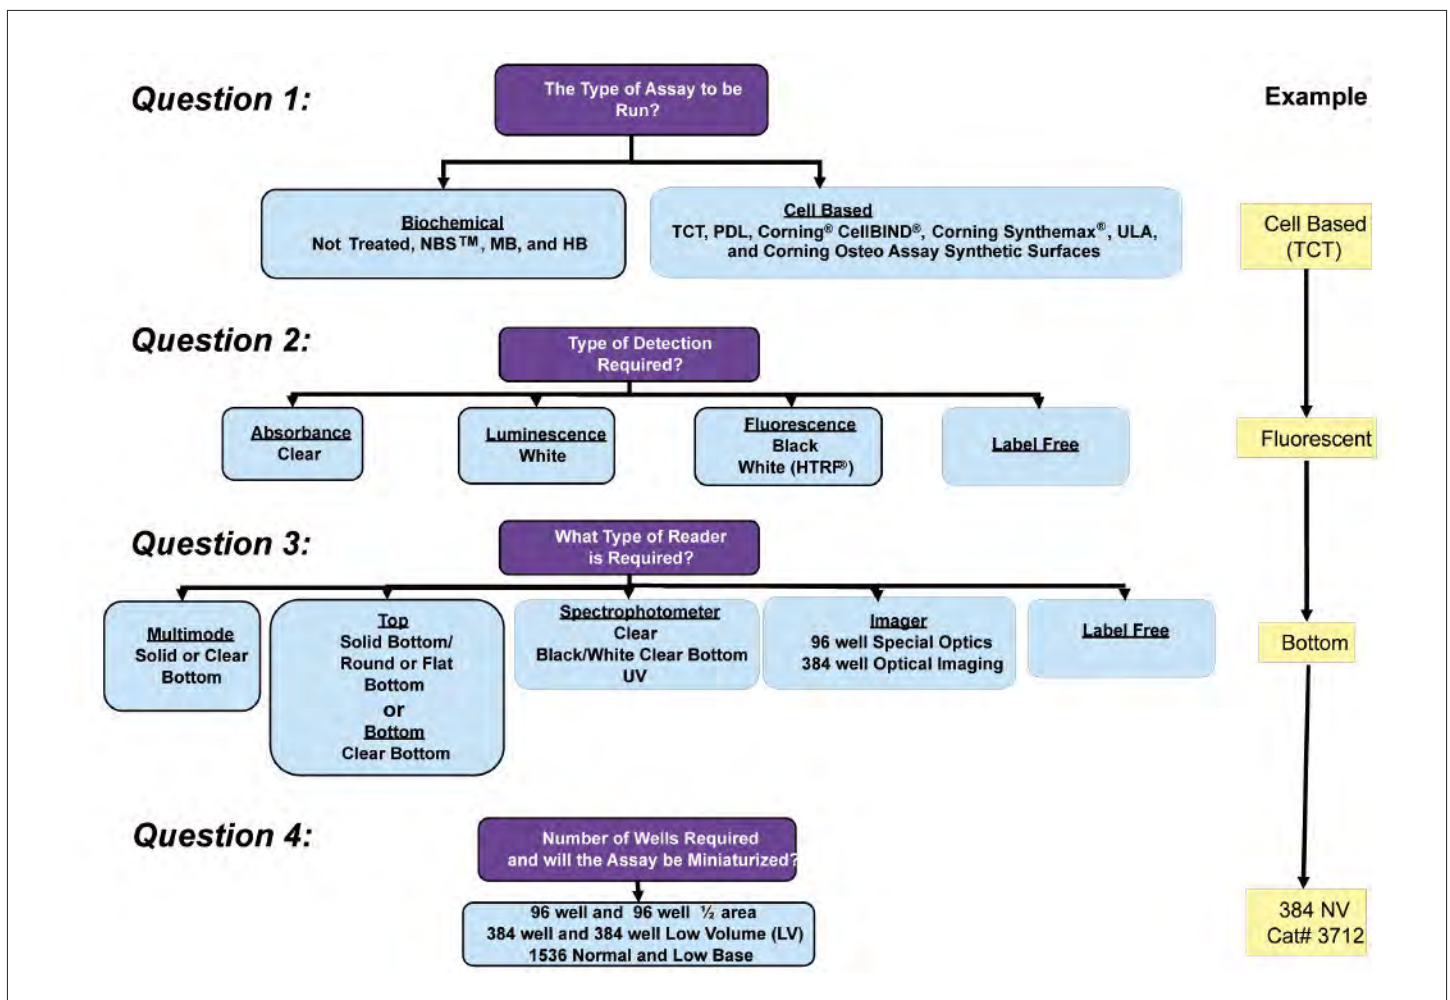 Question 1:
The Type of Assay to be
Run?
Example
Biochemical
Not Treated, NBS™, MB, and HB
Cell Based
TCT, PDL, Corning® CellBIND®, Corning Synthemax®, ULA,
and Corning Osteo Assay Synthetic Surfaces
Cell Based
(TCT)
Question 2:
Type of Detection
Required?
Absorbance
Clear
Luminescence
White
Fluorescence
Black
White (HTRF®)
Label Free
Fluorescent
Question 3:
What Type of Reader
is Required?
Multimode
Solid or Clear
Bottom
Top
Solid Bottom/
Round or Flat
Bottom
or
Bottom
Clear Bottom
Spectrophotometer
Clear
Black/White Clear Bottom
UV
Imager
96 well Special Optics
384 well Optical Imaging
Label Free
Bottom
Question 4:
Number of Wells Required
and will the Assay be Miniaturized?
96 well and 96 well ½ area
384 well and 384 well Low Volume (LV)
1536 Normal and Low Base
384 NV
Cat# 3712